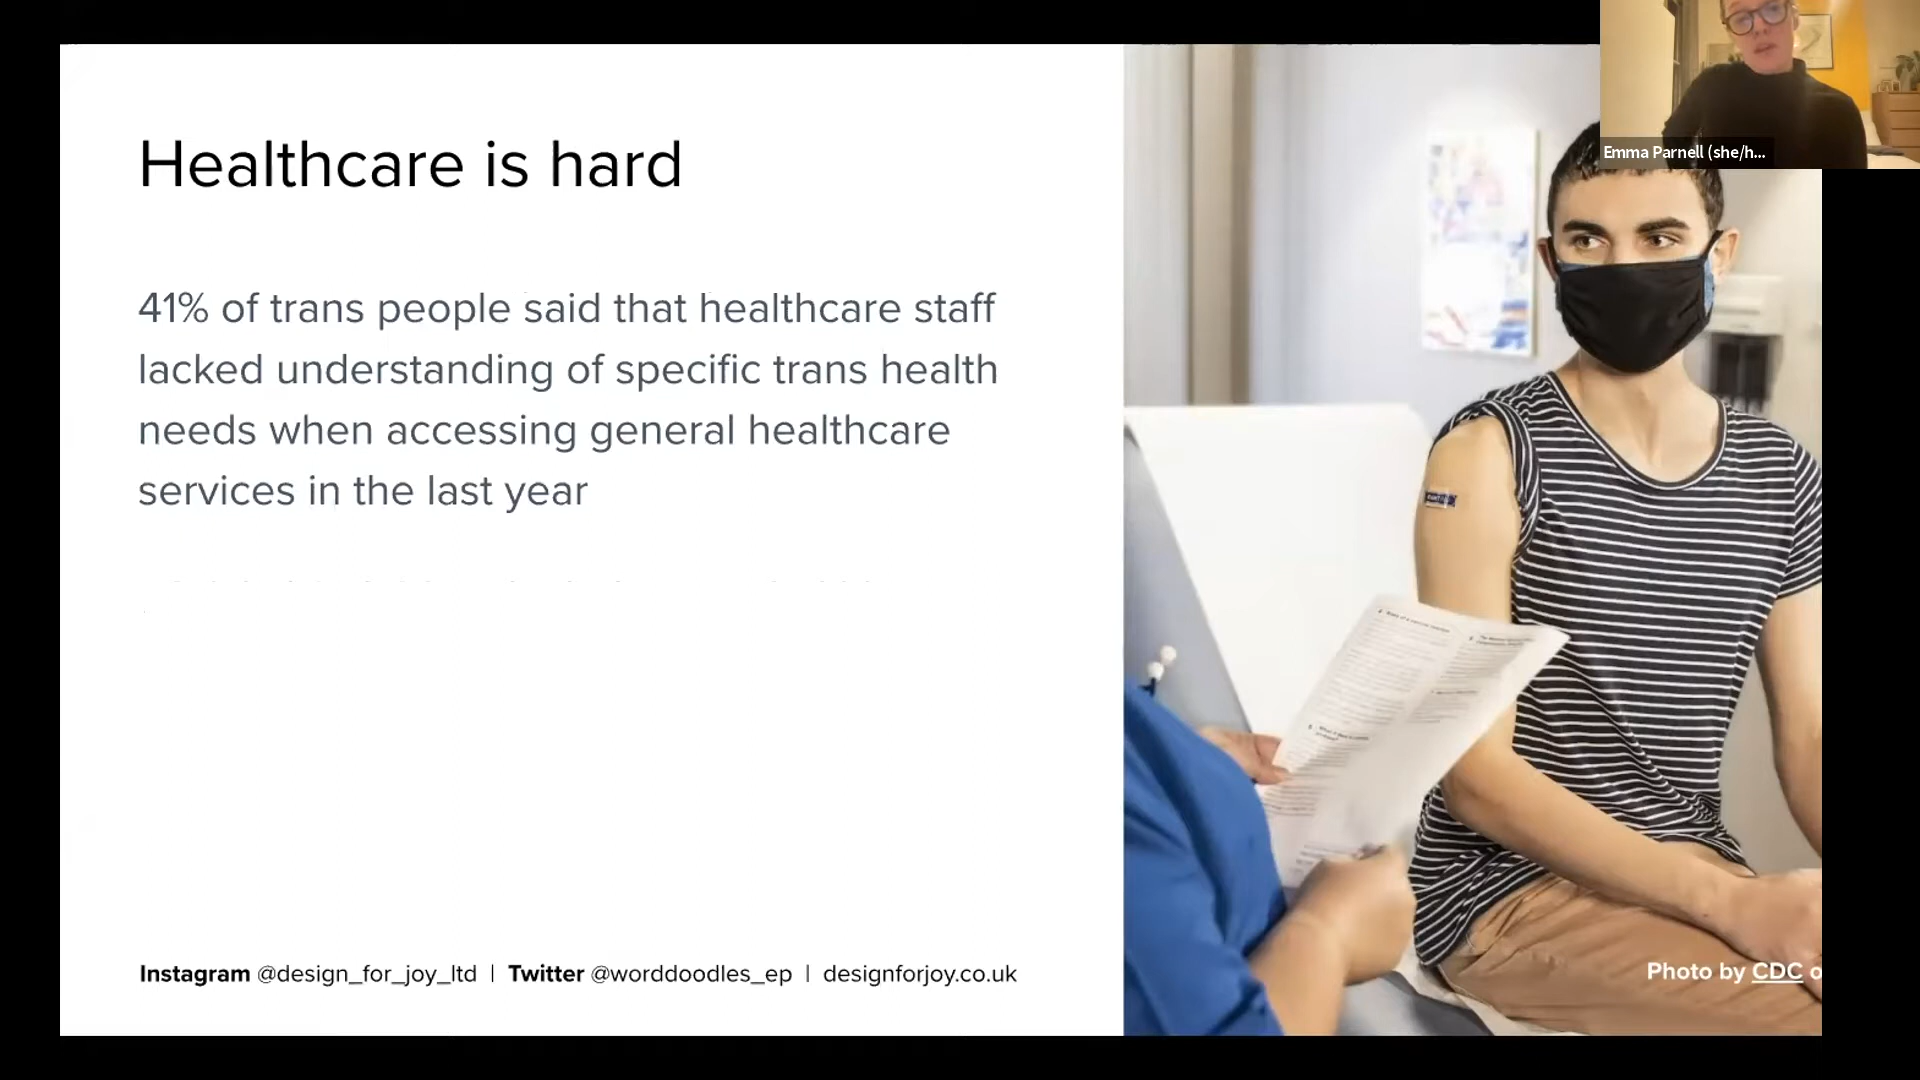 Healthcare is hard
41% of trans people said that healthcare staff
lacked understanding of specific trans health
needs when accessing general healthcare
services in the last year
Instagram @design_for_joy_ltd | Twitter @worddoodles_ep | designforjoy.co.uk
Emma Parnell (she/h...
Photo by CDC o